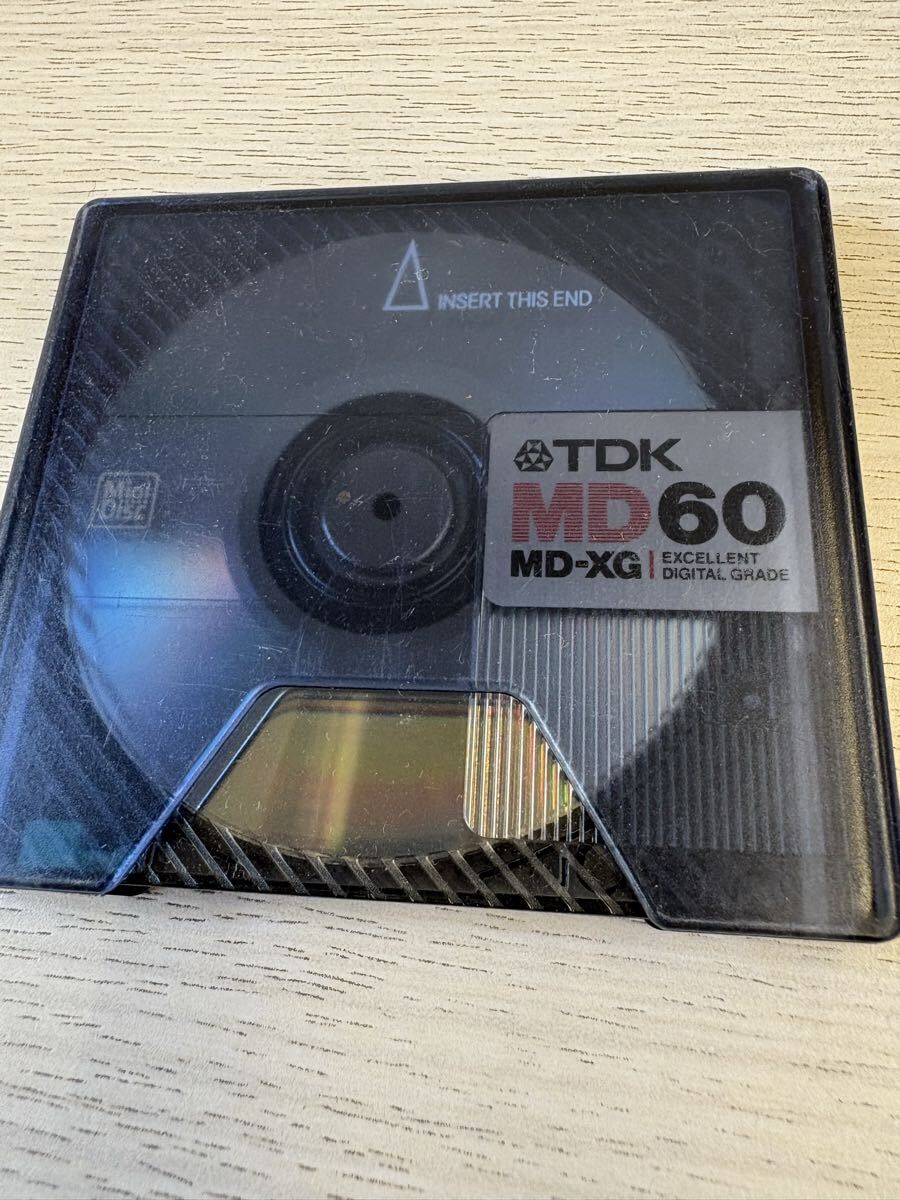 INSERT THIS END
TDK
MD60
MD-XG
EXCELLENT
DIGITAL GRADE
Mini
Disc